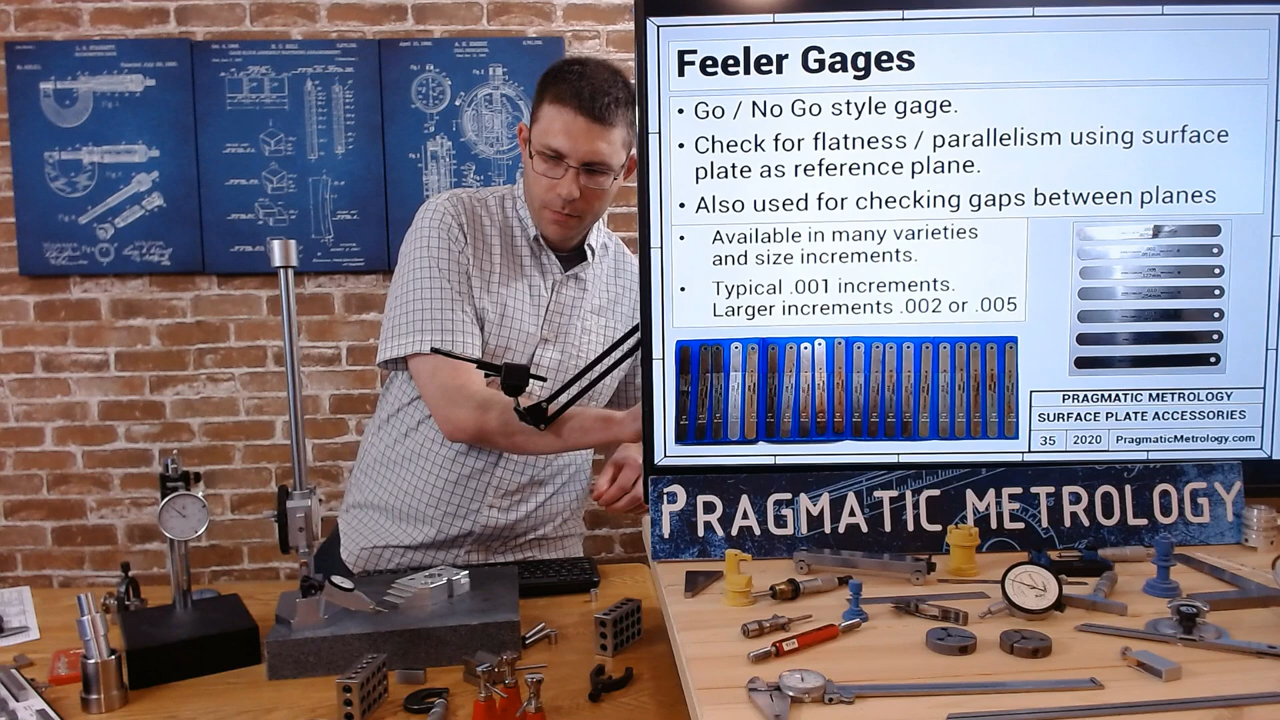 Feeler Gages
• Go / No Go style gage.
• Check for flatness / parallelism using surface
plate as reference plane.
• Also used for checking gaps between planes
• Available in many varieties
and size increments.
• Typical .001 increments.
Larger increments .002 or .005
PRAGMATIC METROLOGY
SURFACE PLATE ACCESSORIES
35 2020 PragmaticMetrology.com
PRAGMATIC METROLOGY